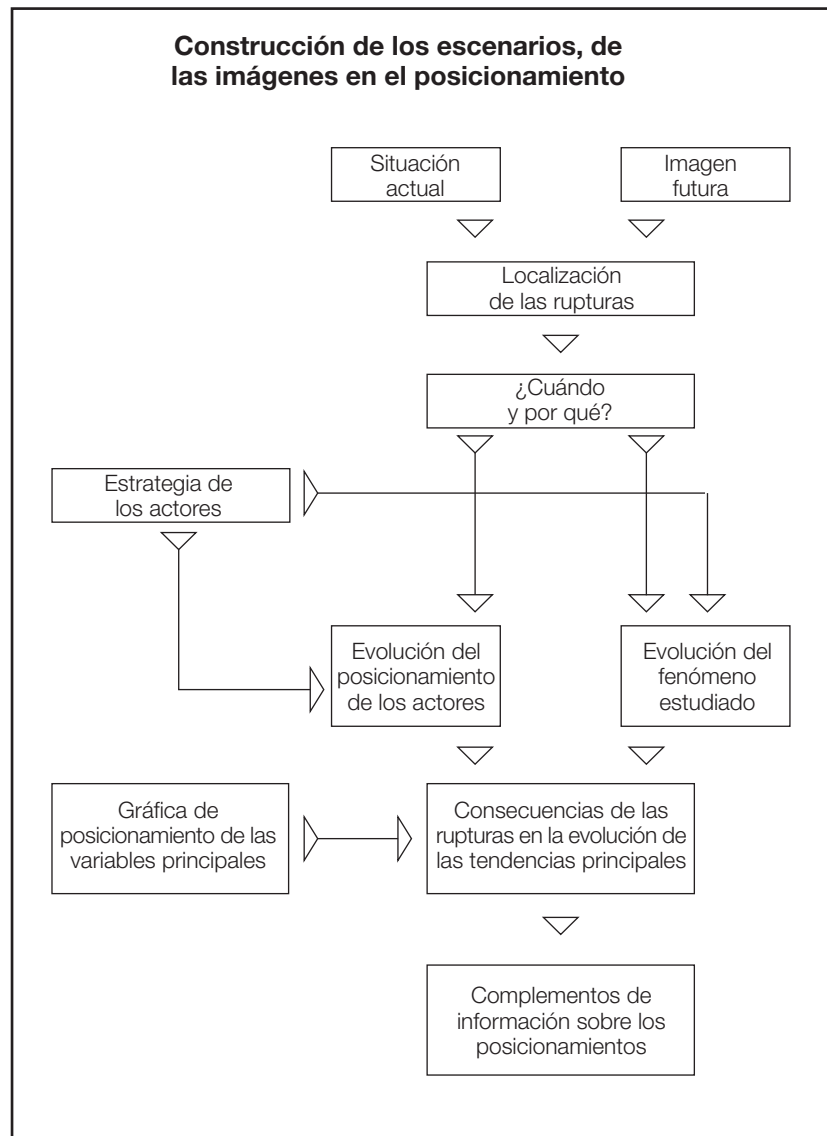 Construcción de los escenarios, de
las imágenes en el posicionamiento
Situación
actual
Imagen
futura
Localización
de las rupturas
¿Cuándo
y por qué?
Estrategia de
los actores
Evolución del
posicionamiento
de los actores
Evolución del
fenómeno
estudiado
Gráfica de
posicionamiento de las
variables principales
Consecuencias de las
rupturas en la evolución de
las tendencias principales
Complementos de
información sobre los
posicionamientos